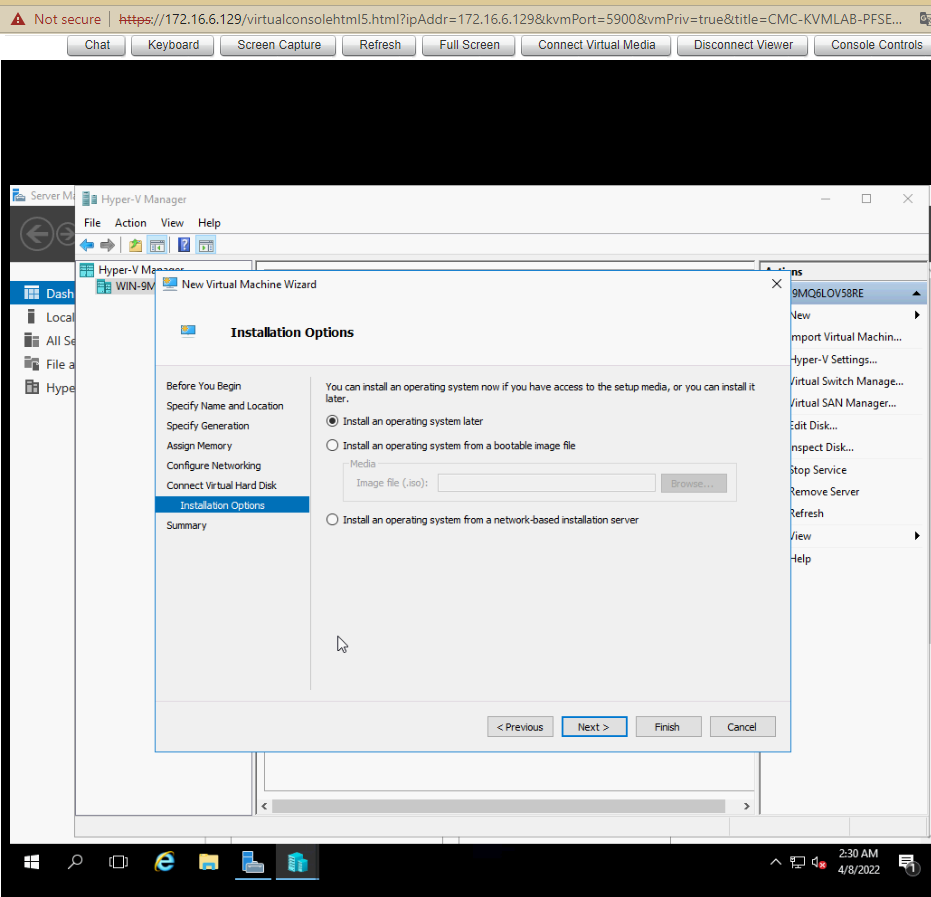 Not secure | https://172.16.6.129/virtualconsolehtml5.html?ipAddr=172.16.6.129&kvmPort=5900&vmPriv=true&title=CMC-KVMLAB-PFSE...
Chat Keyboard Screen Capture Refresh Full Screen Connect Virtual Media Disconnect Viewer Console Controls
Server Ma
Hyper-V Manager
File Action View Help
Hyper-V Manager
WIN-9M
Dash
Local
All Se
File a
Hype
New Virtual Machine Wizard
Installation Options
Before You Begin
Specify Name and Location
Specify Generation
Assign Memory
Configure Networking
Connect Virtual Hard Disk
Installation Options
Summary
You can install an operating system now if you have access to the setup media, or you can install it
later.
Install an operating system later
Install an operating system from a bootable image file
Media
Image file (.iso):
Browse...
Install an operating system from a network-based installation server
< Previous Next > Finish Cancel
9MQ6LOV58RE
New
mport Virtual Machin...
Hyper-V Settings...
Virtual Switch Manage...
Virtual SAN Manager...
Edit Disk...
nspect Disk...
Stop Service
Remove Server
Refresh
View
Help
2:30 AM
4/8/2022
1